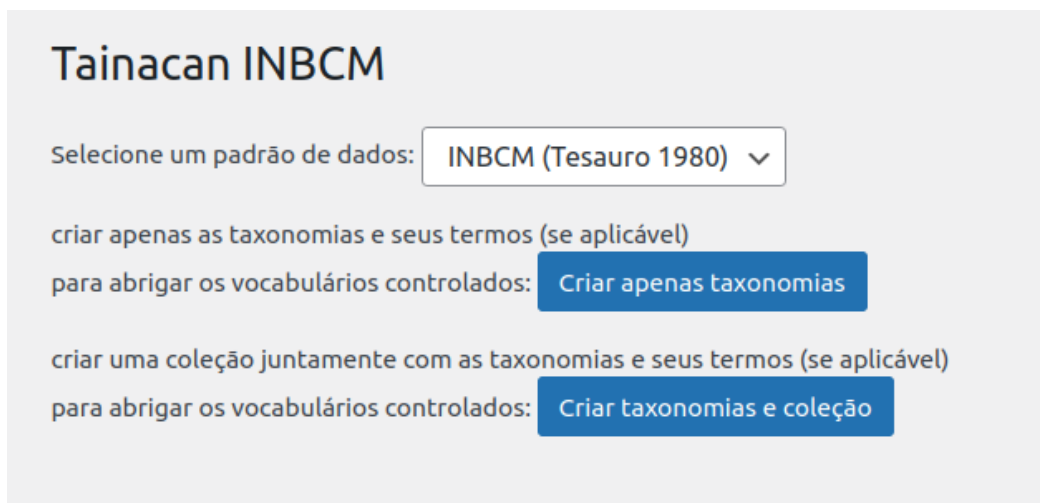 Tainacan INBCM
Selecione um padrão de dados: INBCM (Tesauro 1980)
criar apenas as taxonomias e seus termos (se aplicável)
para abrigar os vocabulários controlados: Criar apenas taxonomias
criar uma coleção juntamente com as taxonomias e seus termos (se aplicável)
para abrigar os vocabulários controlados: Criar taxonomias e coleção